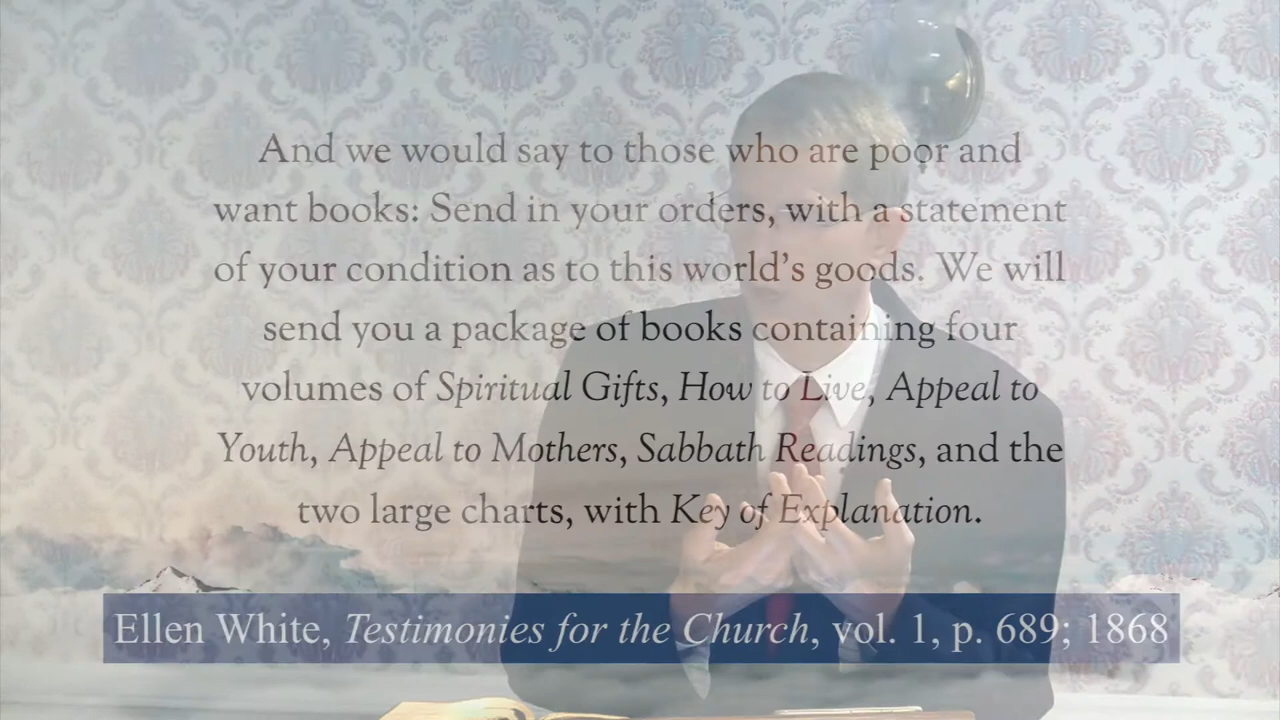 And we would say to those who are poor and
want books: Send in your orders, with a statement
of your condition as to this world's goods. We will
send you a package of books containing four
volumes of Spiritual Gifts, How to Live, Appeal to
Youth, Appeal to Mothers, Sabbath Readings, and the
two large charts, with Key of Explanation.
Ellen White, Testimonies for the Church, vol. 1, p. 689; 1868